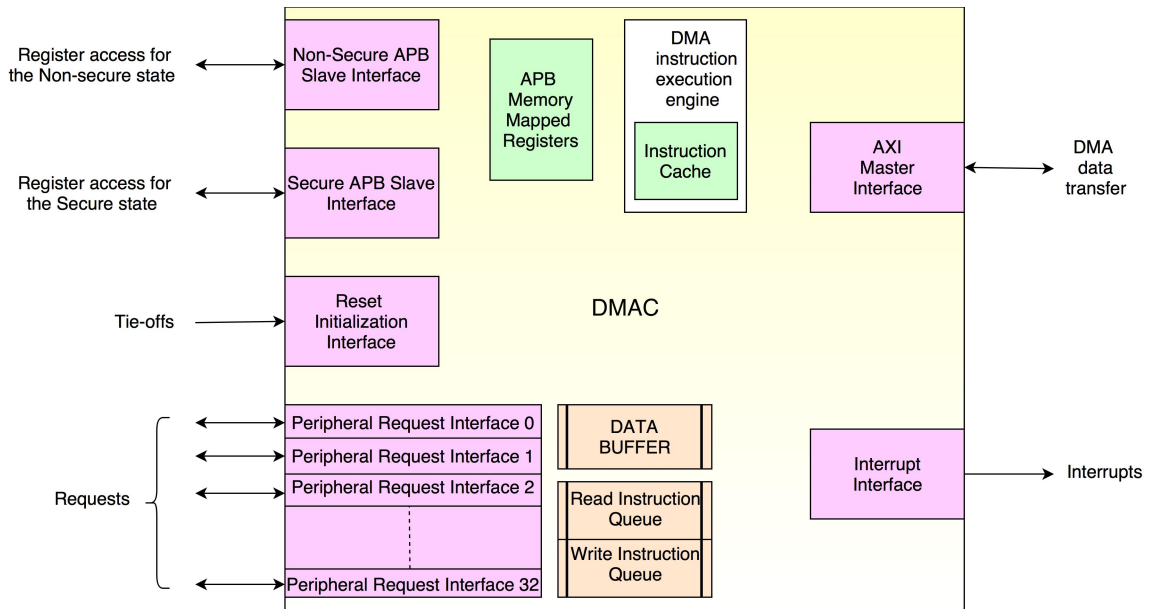 Register access for
the Non-secure state
Non-Secure APB
Slave Interface
APB
Memory
Mapped
Registers
DMA
instruction
execution
engine
Instruction
Cache
AXI
Master
Interface
DMA
data
transfer
Register access for
the Secure state
Secure APB Slave
Interface
Tie-offs
Reset
Initialization
Interface
DMAC
Requests
Peripheral Request Interface 0
Peripheral Request Interface 1
Peripheral Request Interface 2
Peripheral Request Interface 32
DATA
BUFFER
Read Instruction
Queue
Write Instruction
Queue
Interrupt
Interface
Interrupts